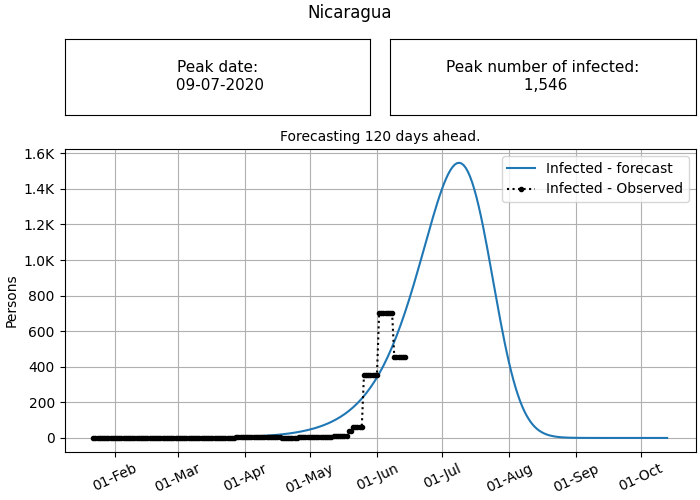 Nicaragua
Peak date:
09-07-2020
Peak number of infected:
1,546
Forecasting 120 days ahead.
Infected - forecast
Infected - Observed
Persons
1.6K
1.4K
1.2K
1.0K
800
600
400
200
0
01-Feb
01-Mar
01-Apr
01-May
01-Jun
01-Jul
01-Aug
01-Sep
01-Oct